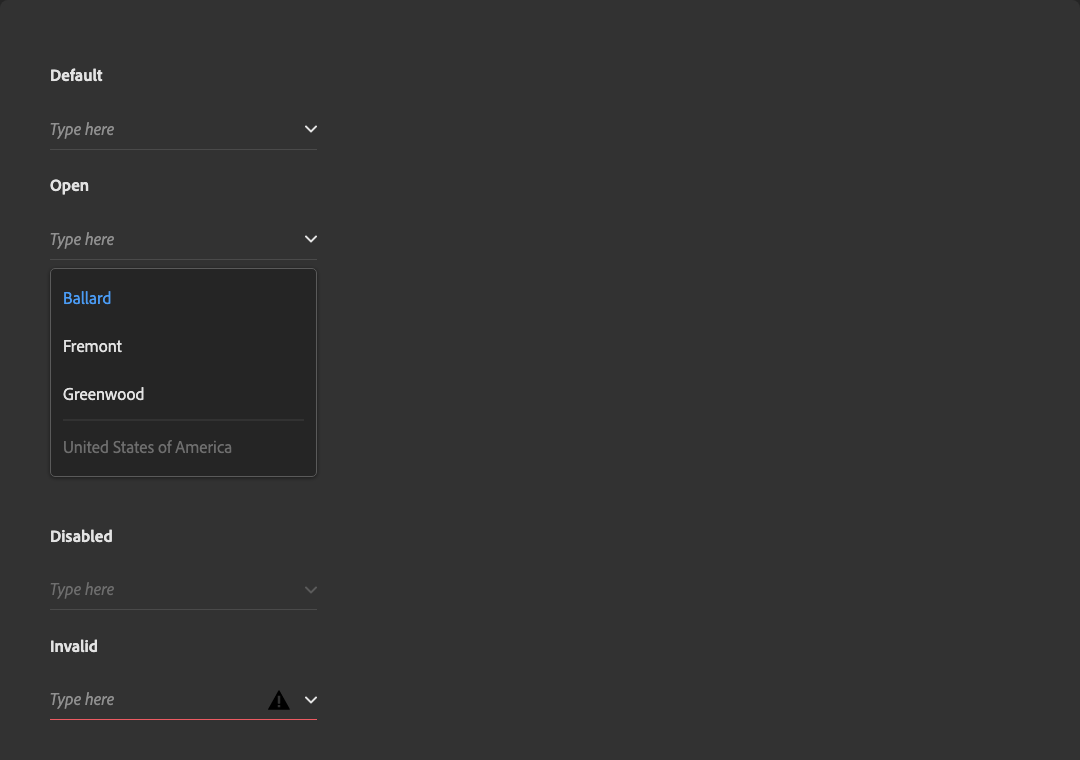 Default
Type here
Open
Type here
Ballard
Fremont
Greenwood
United States of America
Disabled
Type here
Invalid
Type here